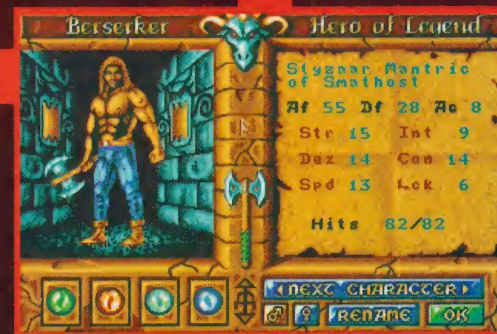 Berserker
Hero of Legend
Slygaar Mantric
of Smathost
Af 55 Df 28 Ac 8
Str 15 Int 9
Dex 14 Con 14
Spd 13 Lck 6
Hits 82/82
NEXT CHARACTER
RENAME OK